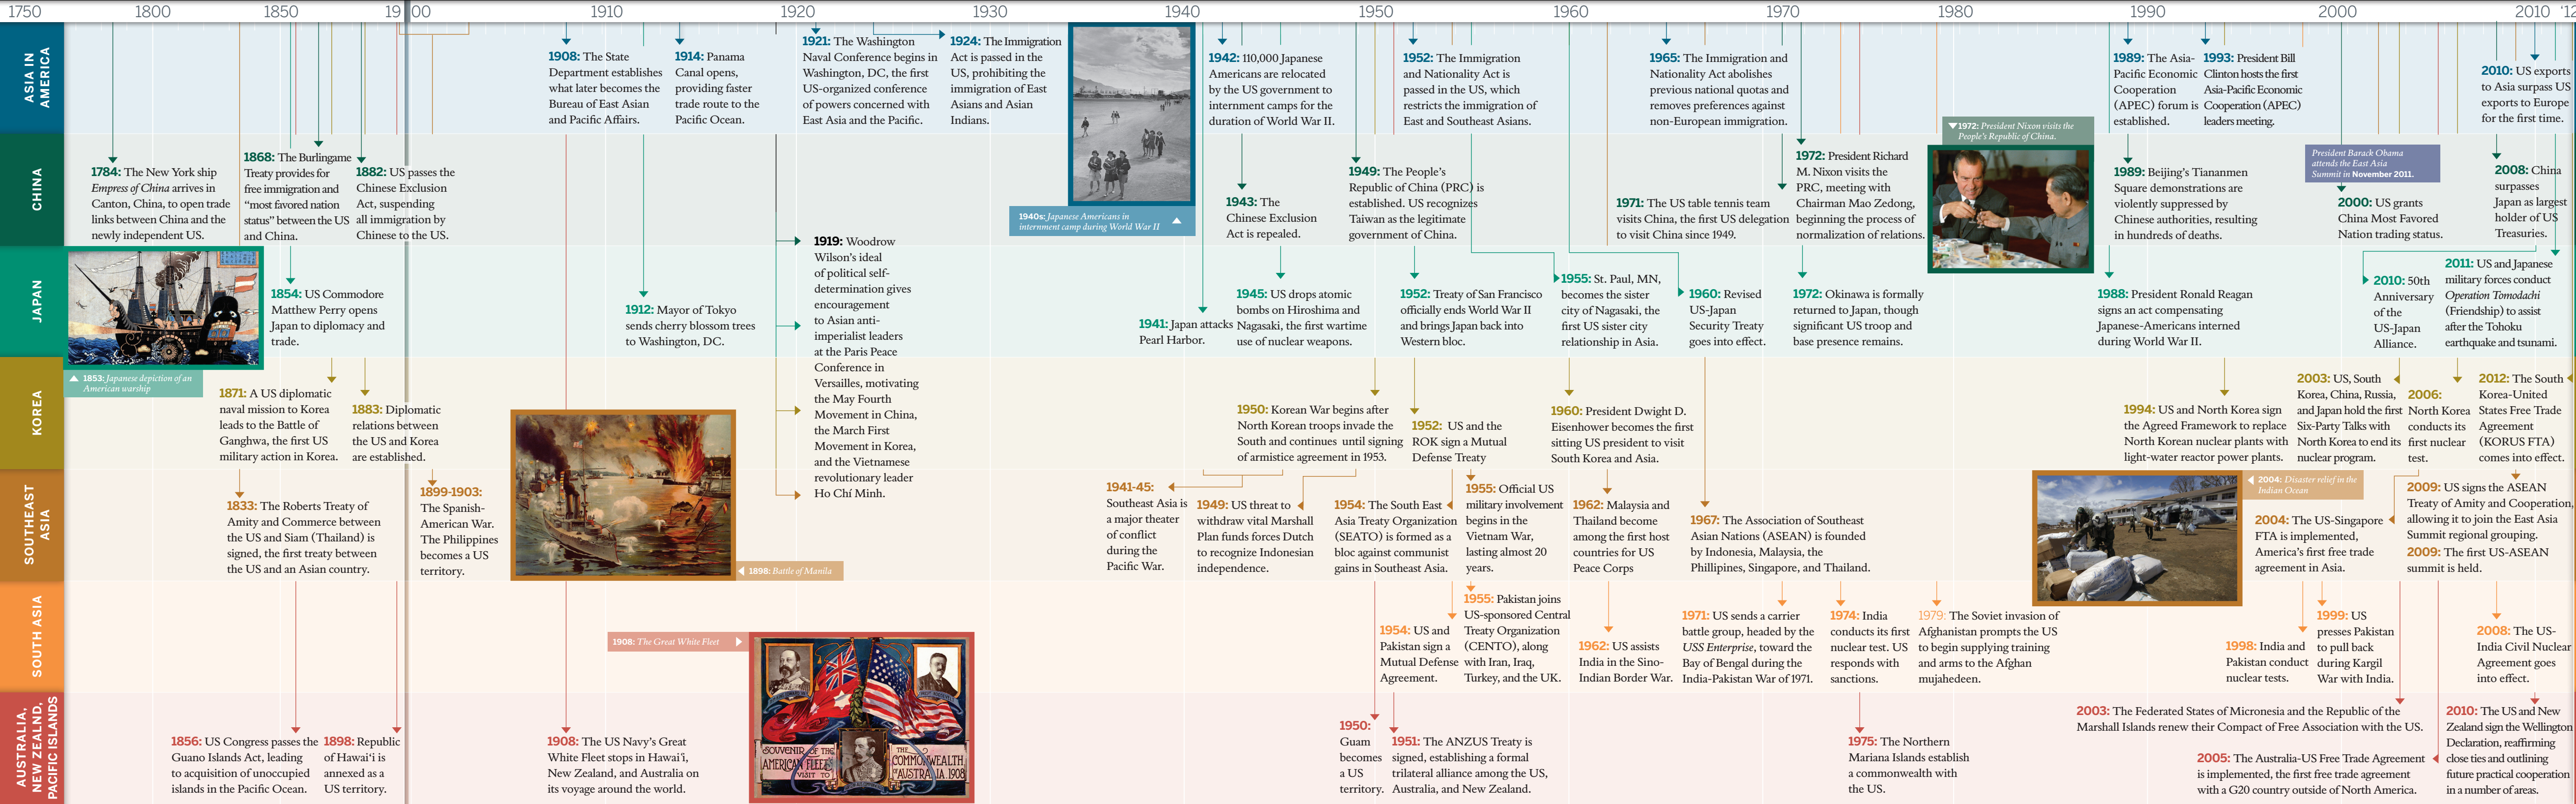 1750 1800 1850 1900 1910 1920 1930 1940 1950 1960 1970 1980 1990 2000 2010 '12
ASIA IN
AMERICA
1908: The State
Department establishes
what later becomes the
Bureau of East Asian
and Pacific Affairs.
1914: Panama
Canal opens,
providing faster
trade route to the
Pacific Ocean.
1921: The Washington
Naval Conference begins in
Washington, DC, the first
US-organized conference
of powers concerned with
East Asia and the Pacific.
1924: The Immigration
Act is passed in the
US, prohibiting the
immigration of East
Asians and Asian
Indians.
1940s: Japanese Americans in
internment camp during World War II
1942: 110,000 Japanese
Americans are relocated
by the US government to
internment camps for the
duration of World War II.
1952: The Immigration
and Nationality Act is
passed in the US, which
restricts the immigration of
East and Southeast Asians.
1965: The Immigration and
Nationality Act abolishes
previous national quotas and
removes preferences against
non-European immigration.
1989: The Asia-
Pacific Economic
Cooperation
(APEC) forum is
established.
1993: President Bill
Clinton hosts the first
Asia-Pacific Economic
Cooperation (APEC)
leaders meeting.
2010: US exports
to Asia surpass US
exports to Europe
for the first time.
CHINA
1784: The New York ship
Empress of China arrives in
Canton, China, to open trade
links between China and the
newly independent US.
1868: The Burlingame
Treaty provides for
free immigration and
"most favored nation
status" between the US
and China.
1882: US passes the
Chinese Exclusion
Act, suspending
all immigration by
Chinese to the US.
1919: Woodrow
Wilson's ideal
of political self-
determination gives
encouragement
to Asian anti-
imperialist leaders
at the Paris Peace
Conference in
Versailles, motivating
the May Fourth
Movement in China,
the March First
Movement in Korea,
and the Vietnamese
revolutionary leader
Ho Chí Minh.
1943: The
Chinese Exclusion
Act is repealed.
1949: The People's
Republic of China (PRC) is
established. US recognizes
Taiwan as the legitimate
government of China.
1971: The US table tennis team
visits China, the first US delegation
to visit China since 1949.
1972: President Richard
M. Nixon visits the
PRC, meeting with
Chairman Mao Zedong,
beginning the process of
normalization of relations.
1972: President Nixon visits the
People's Republic of China.
1989: Beijing's Tiananmen
Square demonstrations are
violently suppressed by
Chinese authorities, resulting
in hundreds of deaths.
President Barack Obama
attends the East Asia
Summit in November 2011.
2000: US grants
China Most Favored
Nation trading status.
2008: China
surpasses
Japan as largest
holder of US
Treasuries.
JAPAN
1853: Japanese depiction of an
American warship
1854: US Commodore
Matthew Perry opens
Japan to diplomacy and
trade.
1912: Mayor of Tokyo
sends cherry blossom trees
to Washington, DC.
1941: Japan attacks
Pearl Harbor.
1945: US drops atomic
bombs on Hiroshima and
Nagasaki, the first wartime
use of nuclear weapons.
1952: Treaty of San Francisco
officially ends World War II
and brings Japan back into
Western bloc.
1955: St. Paul, MN,
becomes the sister
city of Nagasaki, the
first US sister city
relationship in Asia.
1960: Revised
US-Japan
Security Treaty
goes into effect.
1972: Okinawa is formally
returned to Japan, though
significant US troop and
base presence remains.
1988: President Ronald Reagan
signs an act compensating
Japanese-Americans interned
during World War II.
2010: 50th
Anniversary
of the
US-Japan
Alliance.
2011: US and Japanese
military forces conduct
Operation Tomodachi
(Friendship) to assist
after the Tohoku
earthquake and tsunami.
KOREA
1871: A US diplomatic
naval mission to Korea
leads to the Battle of
Ganghwa, the first US
military action in Korea.
1883: Diplomatic
relations between
the US and Korea
are established.
1950: Korean War begins after
North Korean troops invade the
South and continues until signing
of armistice agreement in 1953.
1952: US and the
ROK sign a Mutual
Defense Treaty
1960: President Dwight D.
Eisenhower becomes the first
sitting US president to visit
South Korea and Asia.
1994: US and North Korea sign
the Agreed Framework to replace
North Korean nuclear plants with
light-water reactor power plants.
2003: US, South
Korea, China, Russia,
and Japan hold the first
Six-Party Talks with
North Korea to end its
nuclear program.
2006:
North Korea
conducts its
first nuclear
test.
2012: The South
Korea-United
States Free Trade
Agreement
(KORUS FTA)
comes into effect.
SOUTHEAST
ASIA
1833: The Roberts Treaty of
Amity and Commerce between
the US and Siam (Thailand) is
signed, the first treaty between
the US and an Asian country.
1899-1903:
The Spanish-
American War.
The Philippines
becomes a US
territory.
1898: Battle of Manila
1941-45:
Southeast Asia is
a major theater
of conflict
during the
Pacific War.
1949: US threat to
withdraw vital Marshall
Plan funds forces Dutch
to recognize Indonesian
independence.
1954: The South East
Asia Treaty Organization
(SEATO) is formed as a
bloc against communist
gains in Southeast Asia.
1955: Official US
military involvement
begins in the
Vietnam War,
lasting almost 20
years.
1962: Malaysia and
Thailand become
among the first host
countries for US
Peace Corps
1967: The Association of Southeast
Asian Nations (ASEAN) is founded
by Indonesia, Malaysia, the
Phillipines, Singapore, and Thailand.
2004: Disaster relief in the
Indian Ocean
2004: The US-Singapore
FTA is implemented,
America's first free trade
agreement in Asia.
2009: US signs the ASEAN
Treaty of Amity and Cooperation,
allowing it to join the East Asia
Summit regional grouping.
2009: The first US-ASEAN
summit is held.
SOUTH ASIA
1954: US and
Pakistan sign a
Mutual Defense
Agreement.
1955: Pakistan joins
US-sponsored Central
Treaty Organization
(CENTO), along
with Iran, Iraq,
Turkey, and the UK.
1962: US assists
India in the Sino-
Indian Border War.
1971: US sends a carrier
battle group, headed by the
USS Enterprise, toward the
Bay of Bengal during the
India-Pakistan War of 1971.
1974: India
conducts its first
nuclear test. US
responds with
sanctions.
1979: The Soviet invasion of
Afghanistan prompts the US
to begin supplying training
and arms to the Afghan
mujahedeen.
1998: India and
Pakistan conduct
nuclear tests.
1999: US
presses Pakistan
to pull back
during Kargil
War with India.
2008: The US-
India Civil Nuclear
Agreement goes
into effect.
AUSTRALIA,
NEW ZEALND,
PACIFIC ISLANDS
1856: US Congress passes the
Guano Islands Act, leading
to acquisition of unoccupied
islands in the Pacific Ocean.
1898: Republic
of Hawai'i is
annexed as a
US territory.
1908: The US Navy's Great
White Fleet stops in Hawai'i,
New Zealand, and Australia on
its voyage around the world.
1908: The Great White Fleet
SOUVENIR OF THE
AMERICAN FLEET'S
VISIT TO
THE
COMMONWEALTH
OF AUSTRALIA. 1908
1950:
Guam
becomes
a US
territory.
1951: The ANZUS Treaty is
signed, establishing a formal
trilateral alliance among the US,
Australia, and New Zealand.
1975: The Northern
Mariana Islands establish
a commonwealth with
the US.
2003: The Federated States of Micronesia and the Republic of the
Marshall Islands renew their Compact of Free Association with the US.
2005: The Australia-US Free Trade Agreement
is implemented, the first free trade agreement
with a G20 country outside of North America.
2010: The US and New
Zealand sign the Wellington
Declaration, reaffirming
close ties and outlining
future practical cooperation
in a number of areas.